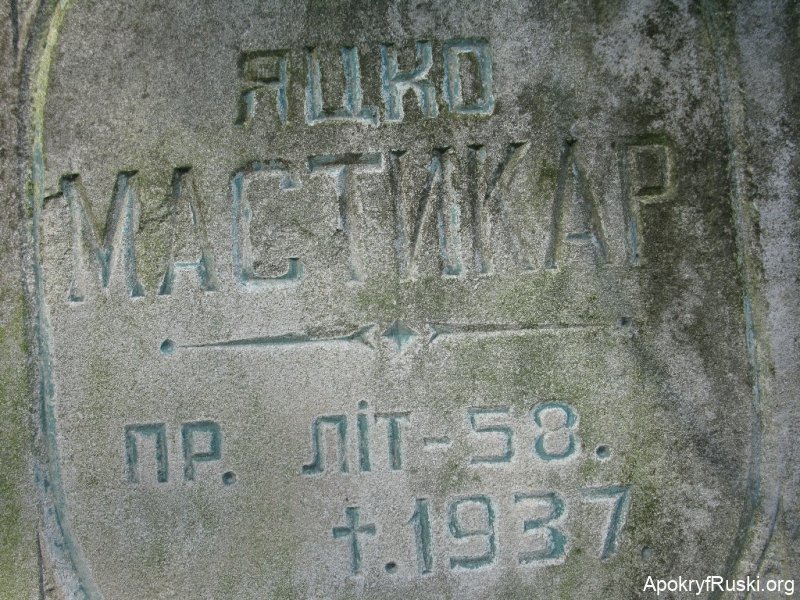 ЯЦКО
МАСТИКАР
ПР. ЛІТ-58.
†.1937.
ApokryfRuski.org